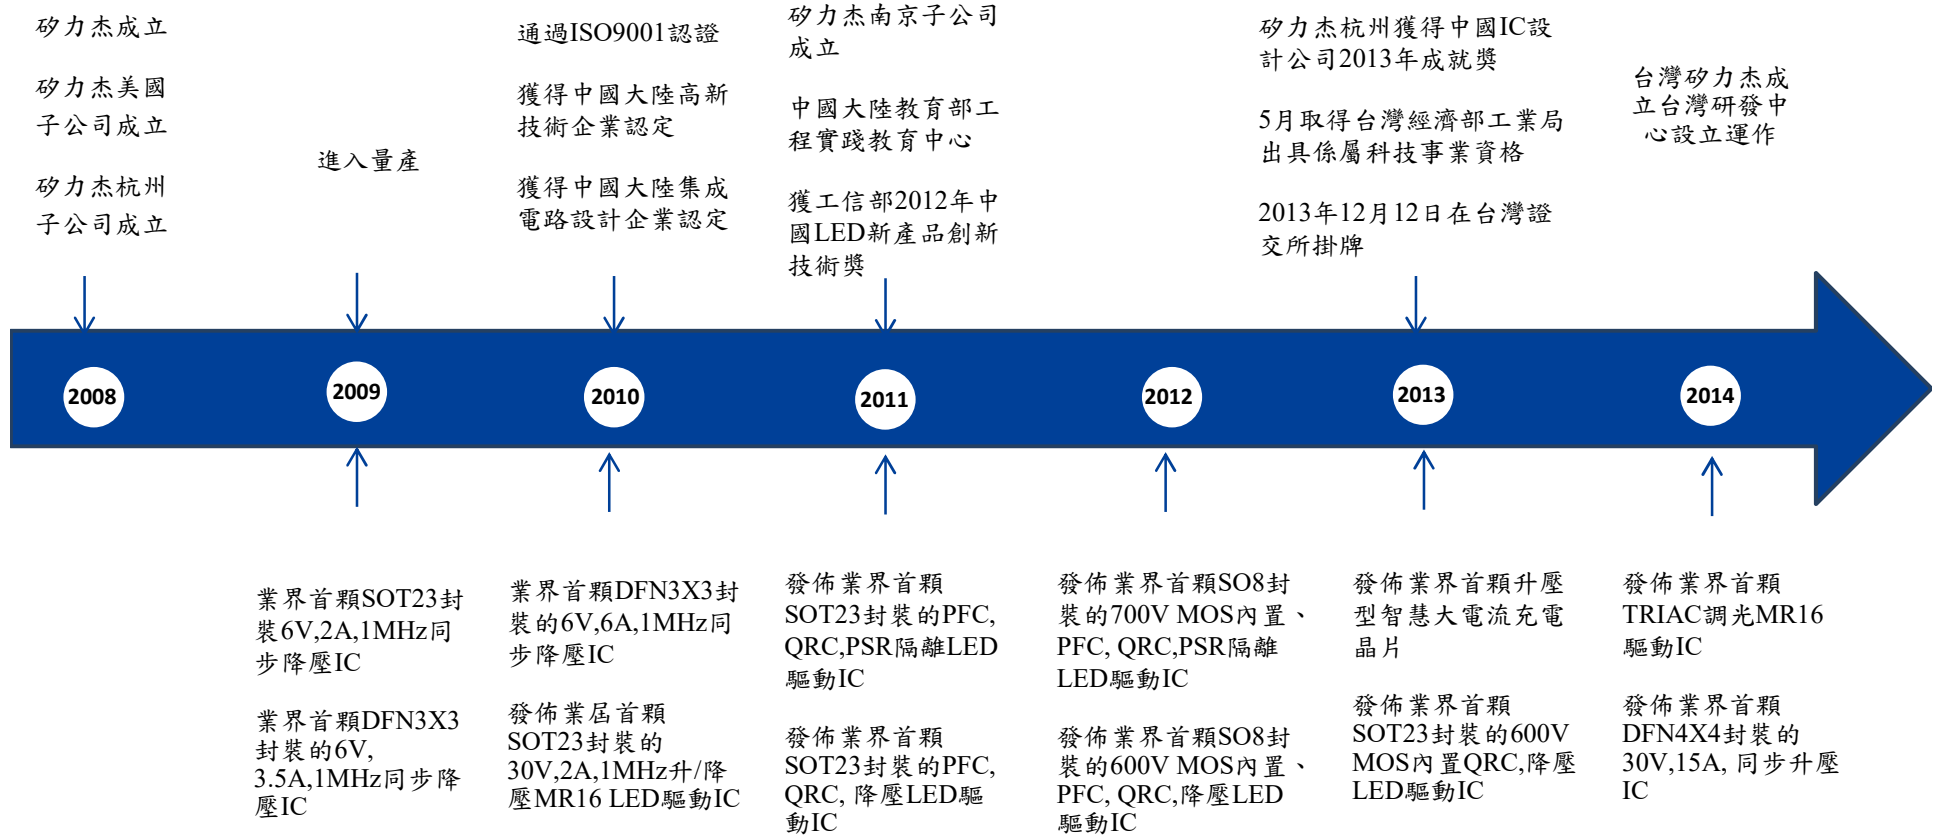 矽力杰成立
矽力杰美國
子公司成立
矽力杰杭州
子公司成立
進入量產
通過ISO9001認證
獲得中國大陸高新
技術企業認定
獲得中國大陸集成
電路設計企業認定
矽力杰南京子公司
成立
中國大陸教育部工
程實踐教育中心
獲工信部2012年中
國LED新產品創新
技術獎
矽力杰杭州獲得中國IC設
計公司2013年成就獎
5月取得台灣經濟部工業局
出具係屬科技事業資格
2013年12月12日在台灣證
交所掛牌
台灣矽力杰成
立台灣研發中
心設立運作
2008
2009
2010
2011
2012
2013
2014
業界首顆SOT23封
裝6V,2A,1MHz同
步降壓IC
業界首顆DFN3X3
封裝的6V,
3.5A,1MHz同步降
壓IC
業界首顆DFN3X3封
裝的6V,6A,1MHz同
步降壓IC
發佈業屆首顆
SOT23封裝的
30V,2A,1MHz升/降
壓MR16 LED驅動IC
發佈業界首顆
SOT23封裝的PFC,
QRC,PSR隔離LED
驅動IC
發佈業界首顆
SOT23封裝的PFC,
QRC, 降壓LED驅
動IC
發佈業界首顆SO8封
裝的700V MOS內置、
PFC, QRC,PSR隔離
LED驅動IC
發佈業界首顆SO8封
裝的600V MOS內置、
PFC, QRC,降壓LED
驅動IC
發佈業界首顆升壓
型智慧大電流充電
晶片
發佈業界首顆
SOT23封裝的600V
MOS內置QRC,降壓
LED驅動IC
發佈業界首顆
TRIAC調光MR16
驅動IC
發佈業界首顆
DFN4X4封裝的
30V,15A, 同步升壓
IC